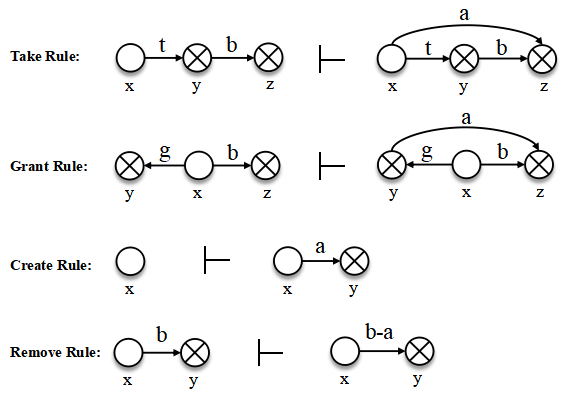 a
Take Rule: t b t b
x y z x y z
a
Grant Rule: g b g b
y x z y x z
Create Rule: a
x x y
Remove Rule: b b-a
x y x y